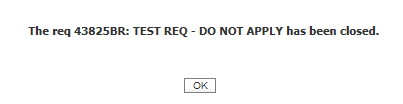 The req 43825BR: TEST REQ - DO NOT APPLY has been closed.
OK